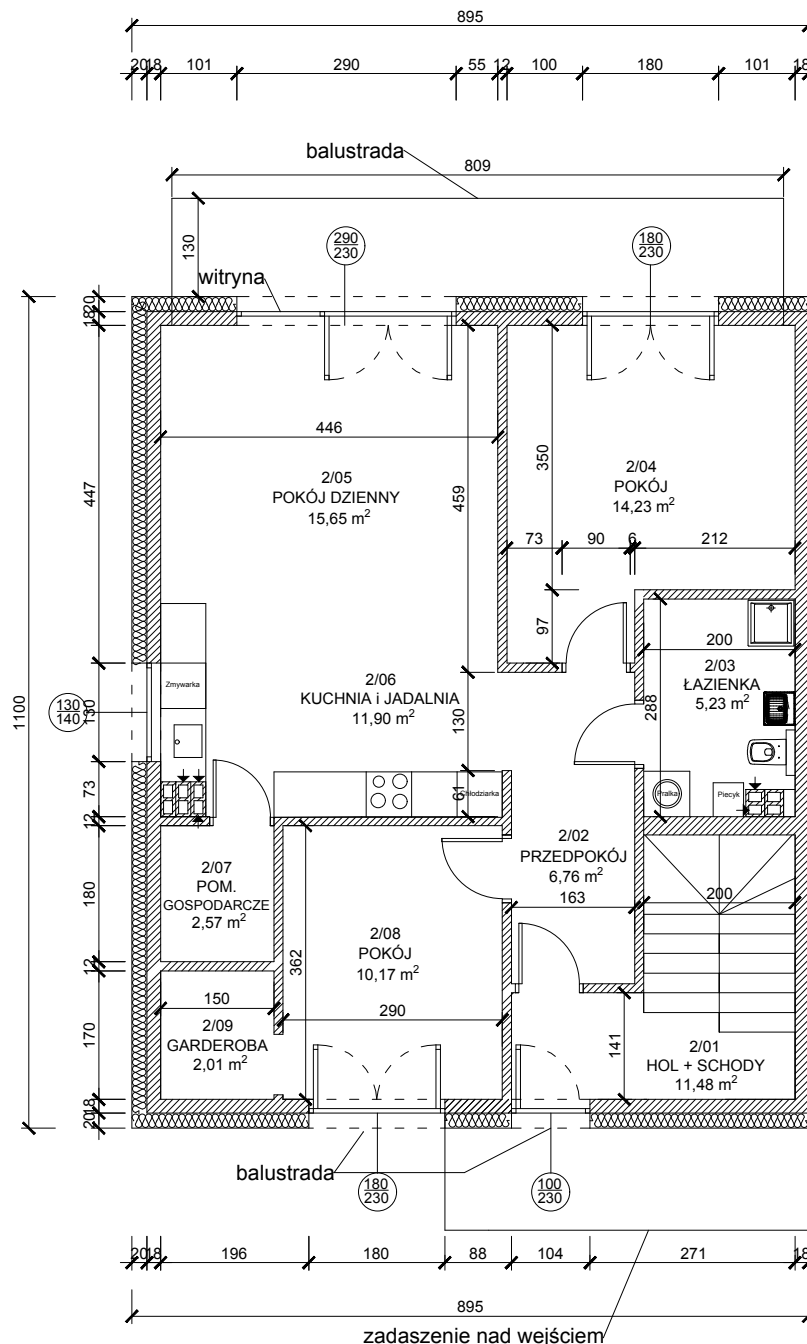 895
20 18 101 290 55 12 100 180 101 18
balustrada
809
130
290
230
180
230
witryna
20
18
446
447
459
350
2/05
POKÓJ DZIENNY
15,65 m²
2/04
POKÓJ
14,23 m²
73 90 6 212
97
200
1100
2/06
KUCHNIA i JADALNIA
11,90 m²
2/03
ŁAZIENKA
5,23 m²
Zmywarka
130
140
130
130
288
73
61
Chłodziarka
Pralka
Piecyk
12
2/07
POM.
GOSPODARCZE
2,57 m²
2/02
PRZEDPOKÓJ
6,76 m²
163
200
180
2/08
POKÓJ
10,17 m²
362
12
150
290
2/09
GARDEROBA
2,01 m²
170
141
2/01
HOL + SCHODY
11,48 m²
18
20
balustrada
180
230
100
230
20 18 196 180 88 104 271 18
895
zadaszenie nad wejściem